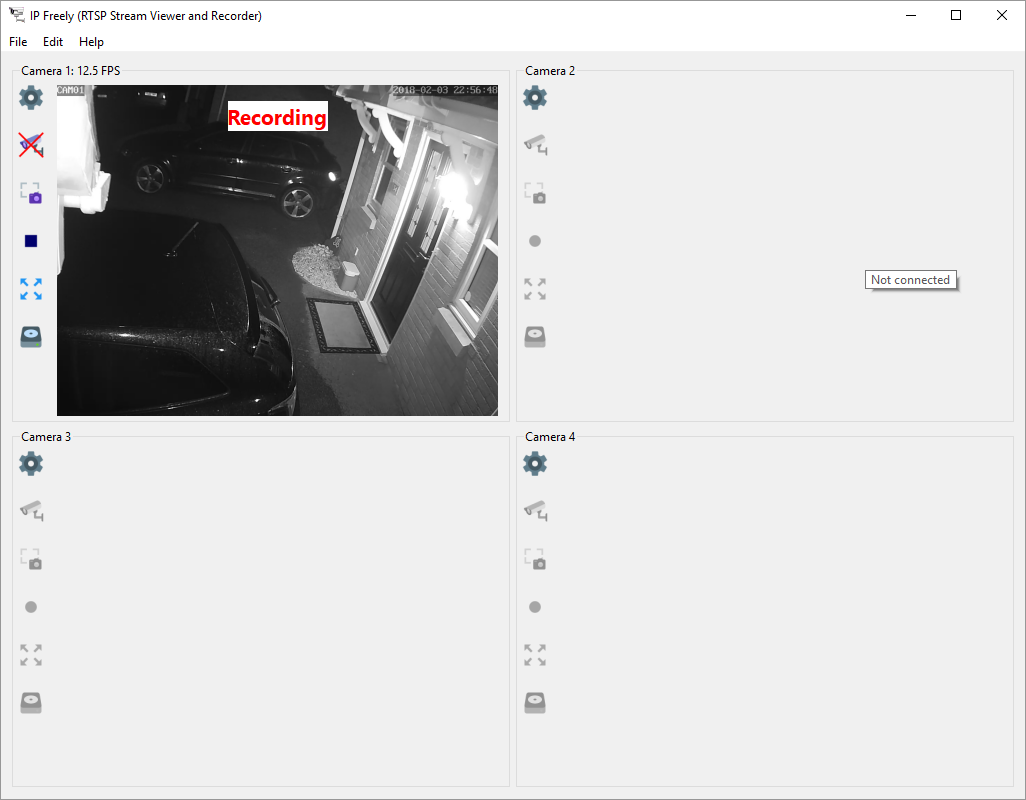 IP Freely (RTSP Stream Viewer and Recorder)
File Edit Help
Camera 1: 12.5 FPS
CAM01 2018-02-03 22:56:48
Recording
Camera 2
Not connected
Camera 3
Camera 4